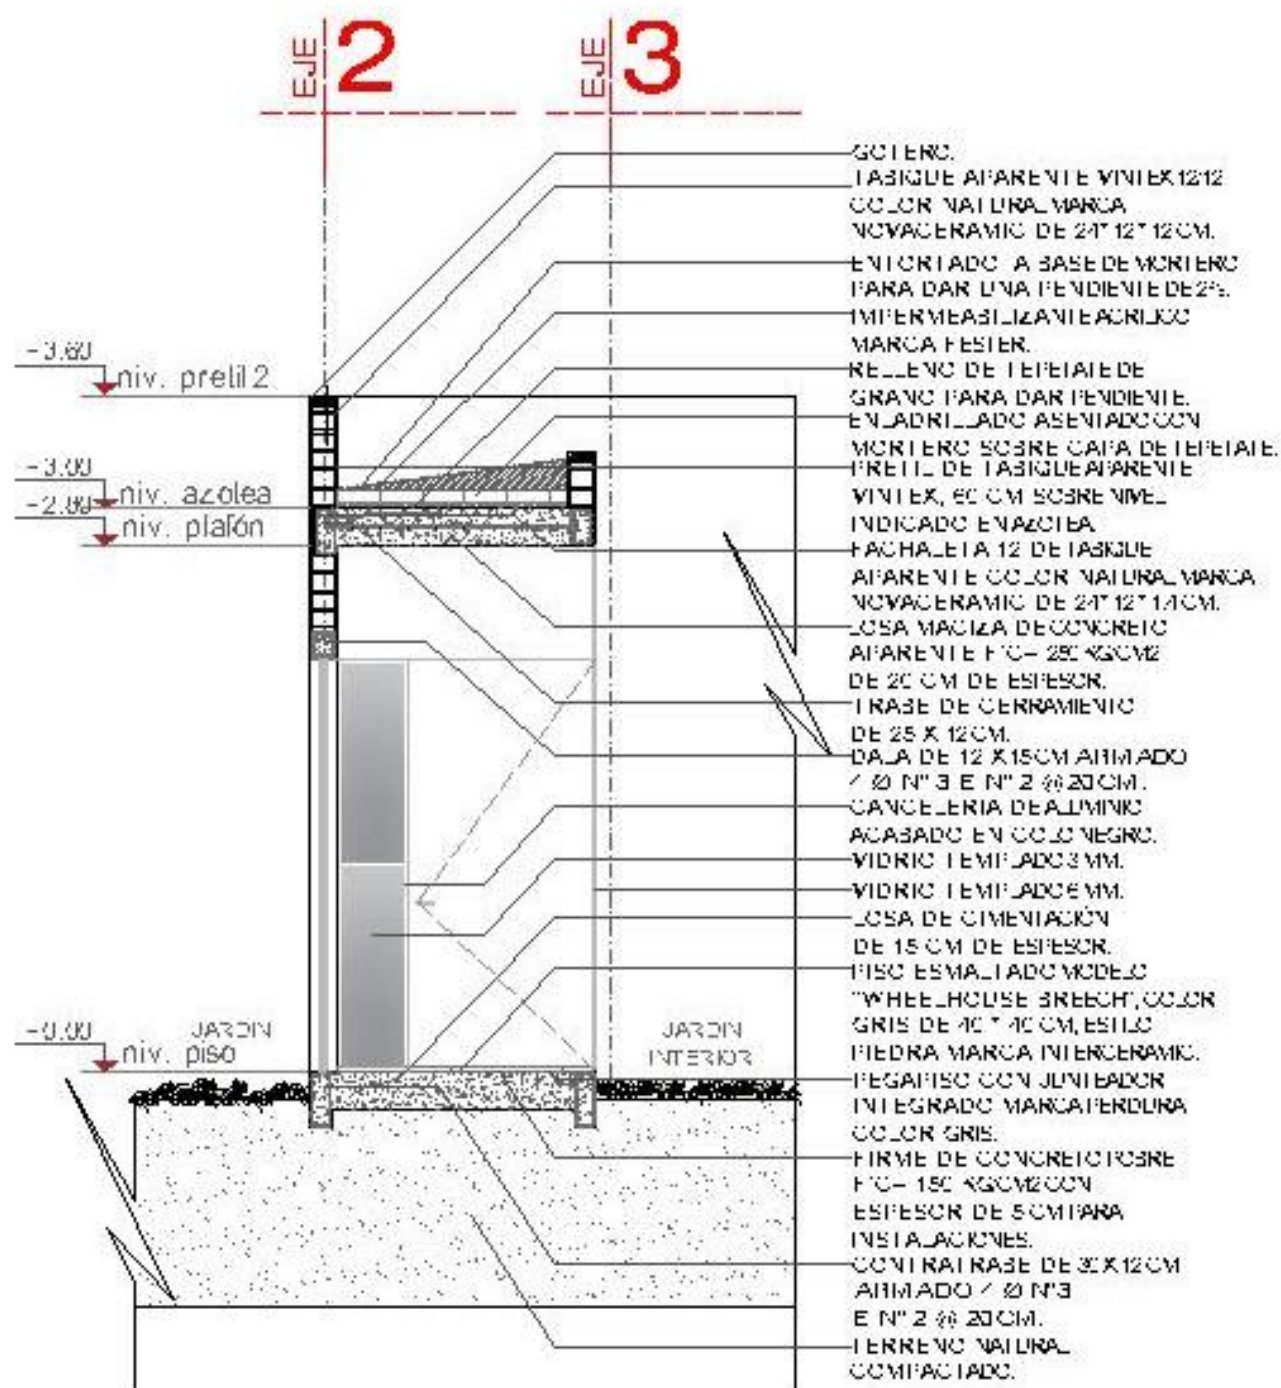 EJE 2
EJE 3
GOTERO.
TABIQUE APARENTE VINTEX 12 12
COLOR NATURAL MARCA
NOVACERAMIC DE 24*12*12 CM.
ENTORTADO A BASE DE MORTERO
PARA DAR UNA PENDIENTE DE 2%.
IMPERMEABILIZANTE ACRILICO
MARCA FESTER.
RELLENO DE TEPETATE DE
GRANO PARA DAR PENDIENTE.
ENLADRILLADO ASENTADO CON
MORTERO SOBRE CAPA DE TEPETATE.
PRETIL DE TABIQUE APARENTE
VINTEX, 60 CM SOBRE NIVEL
INDICADO EN AZOTEA.
FACHALETA 12 DE TABIQUE
APARENTE COLOR NATURAL MARCA
NOVACERAMIC DE 24*12*1.4 CM.
LOSA MACIZA DE CONCRETO
APARENTE F'C= 250 KG/CM2
DE 20 CM DE ESPESOR.
TRABE DE CERRAMIENTO
DE 25 X 12 CM.
DALA DE 12 X 15 CM ARMADO
4 Ø N° 3 E N° 2 @ 20 CM.
CANCELERIA DE ALUMINIO
ACABADO EN COLO NEGRO.
VIDRIO TEMPLADO 3 MM.
VIDRIO TEMPLADO 6 MM.
LOSA DE CIMENTACIÓN
DE 15 CM DE ESPESOR.
PISO ESMALTADO MODELO
"WHEELHOUSE BREECH", COLOR
GRIS DE 40 * 40 CM, ESTILO
PIEDRA MARCA INTERCERAMIC.
PEGAPISO CON JUNTEADOR
INTEGRADO MARCA PERDURA
COLOR GRIS.
FIRME DE CONCRETO POBRE
F'C= 150 KG/CM2 CON
ESPESOR DE 5 CM PARA
INSTALACIONES.
CONTRATRABE DE 30 X 12 CM
ARMADO 4 Ø N°3
E N° 2 @ 20 CM.
TERRENO NATURAL
COMPACTADO.
niv. pretil 2
-3.00
niv. azotea
niv. plafón
-0.00
niv. piso
JARDIN
JARDIN
INTERIOR